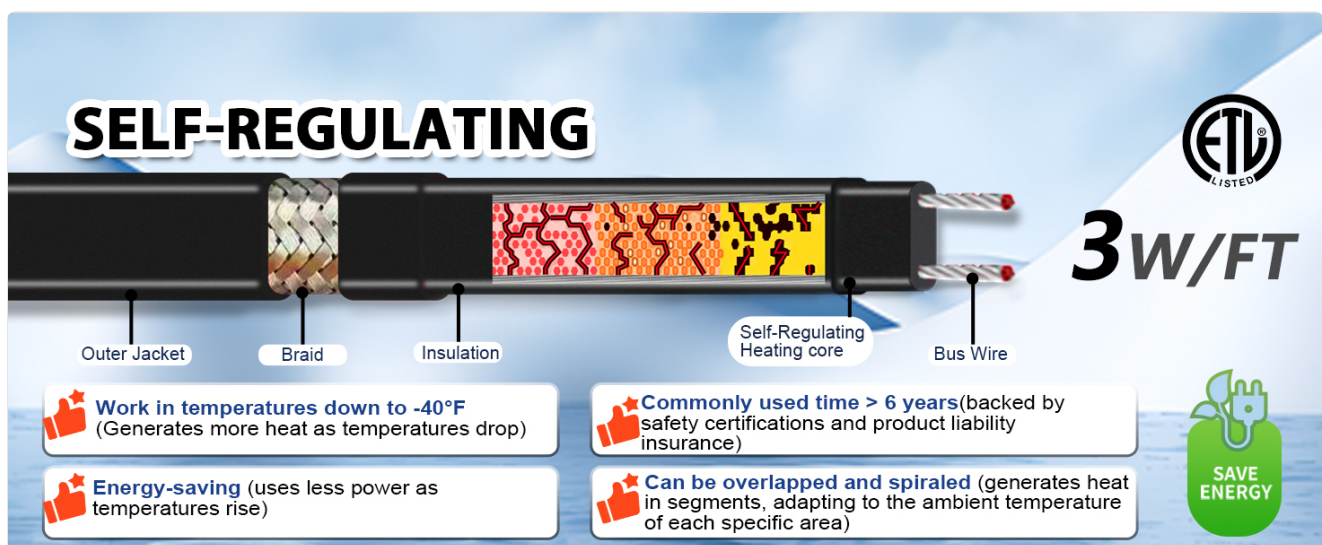 SELF-REGULATING
ETL®
LISTED
3W/FT
Outer Jacket
Braid
Insulation
Self-Regulating
Heating core
Bus Wire
Work in temperatures down to -40°F
(Generates more heat as temperatures drop)
Commonly used time > 6 years(backed by
safety certifications and product liability
insurance)
Energy-saving (uses less power as
temperatures rise)
Can be overlapped and spiraled (generates heat
in segments, adapting to the ambient temperature
of each specific area)
SAVE
ENERGY